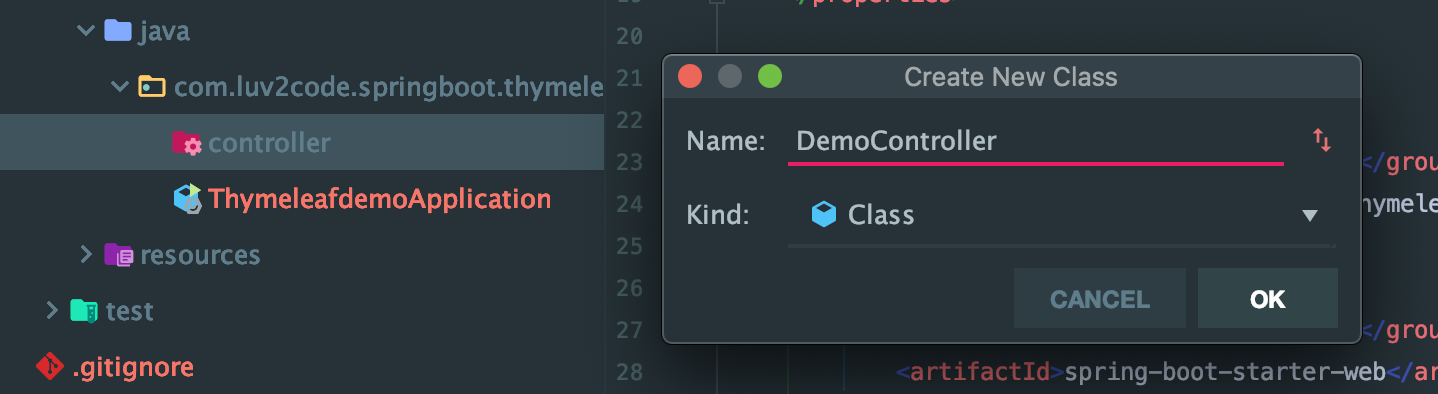 java
com.luv2code.springboot.thymele
controller
ThymeleafdemoApplication
resources
test
.gitignore
20
21
22
23
24
25
26
27
28
</grou
hymele
</grou
<artifactId>spring-boot-starter-web</ar
Create New Class
Name: DemoController
Kind: Class
CANCEL OK